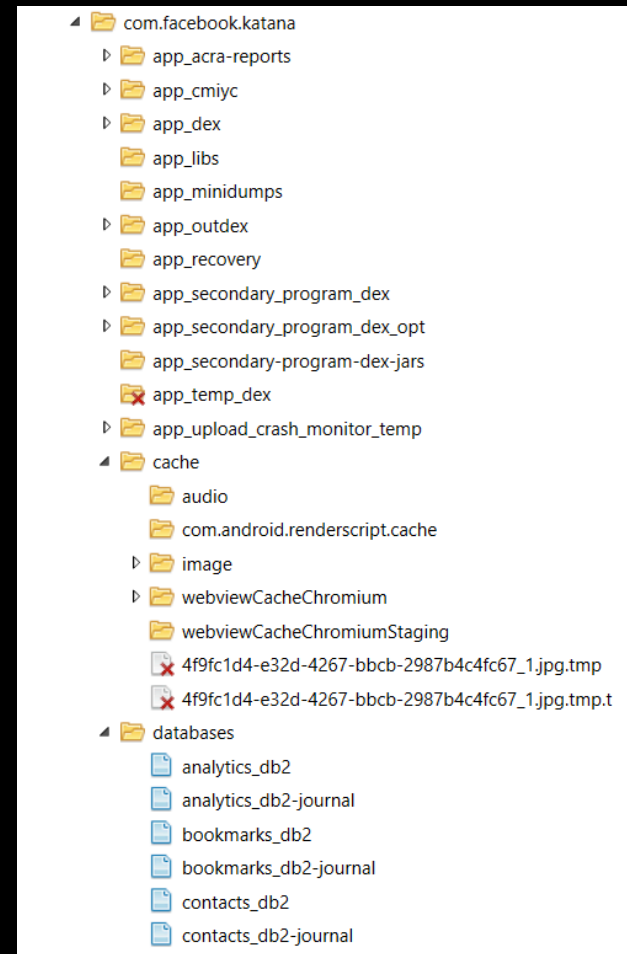 com.facebook.katana
app_acra-reports
app_cmiyc
app_dex
app_libs
app_minidumps
app_outdex
app_recovery
app_secondary_program_dex
app_secondary_program_dex_opt
app_secondary-program-dex-jars
app_temp_dex
app_upload_crash_monitor_temp
cache
audio
com.android.renderscript.cache
image
webviewCacheChromium
webviewCacheChromiumStaging
4f9fc1d4-e32d-4267-bbcb-2987b4c4fc67_1.jpg.tmp
4f9fc1d4-e32d-4267-bbcb-2987b4c4fc67_1.jpg.tmp.t
databases
analytics_db2
analytics_db2-journal
bookmarks_db2
bookmarks_db2-journal
contacts_db2
contacts_db2-journal